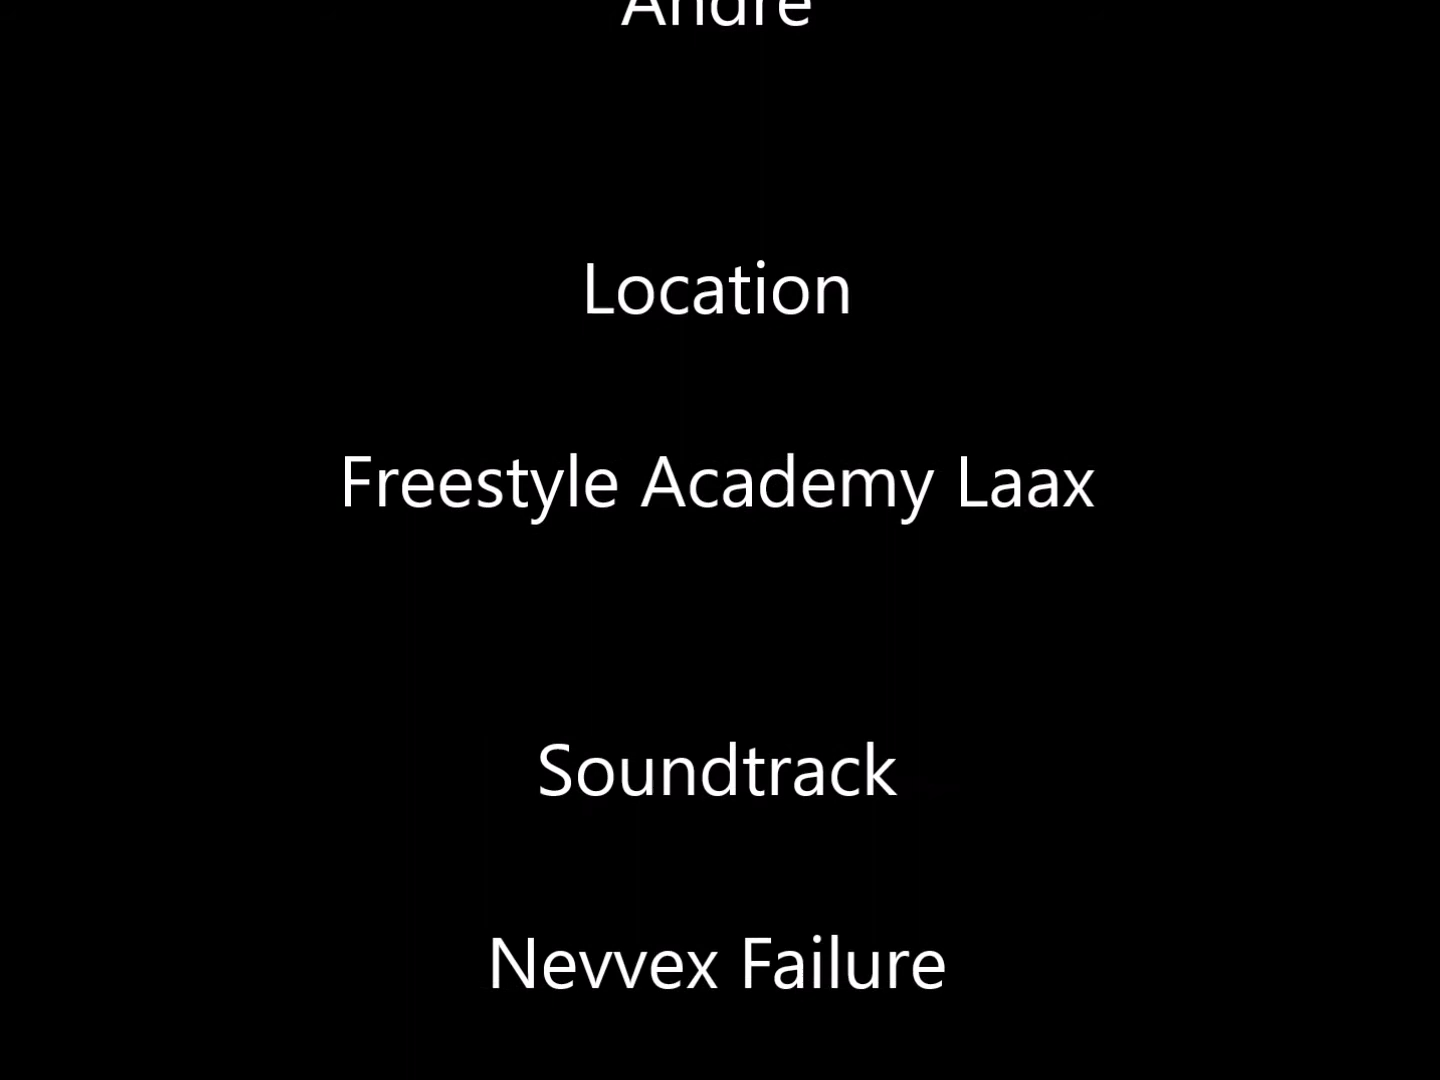 Andre
Location
Freestyle Academy Laax
Soundtrack
Nevvex Failure